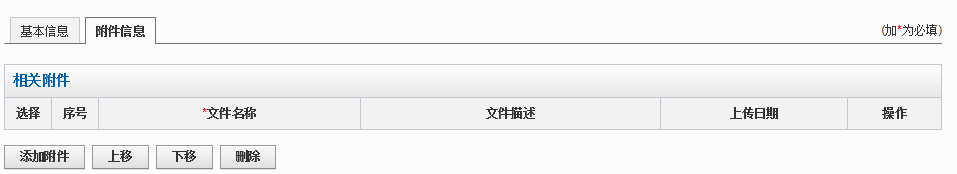 基本信息 附件信息 (加*为必填)
相关附件
选择 序号 *文件名称 文件描述 上传日期 操作
添加附件 上移 下移 删除